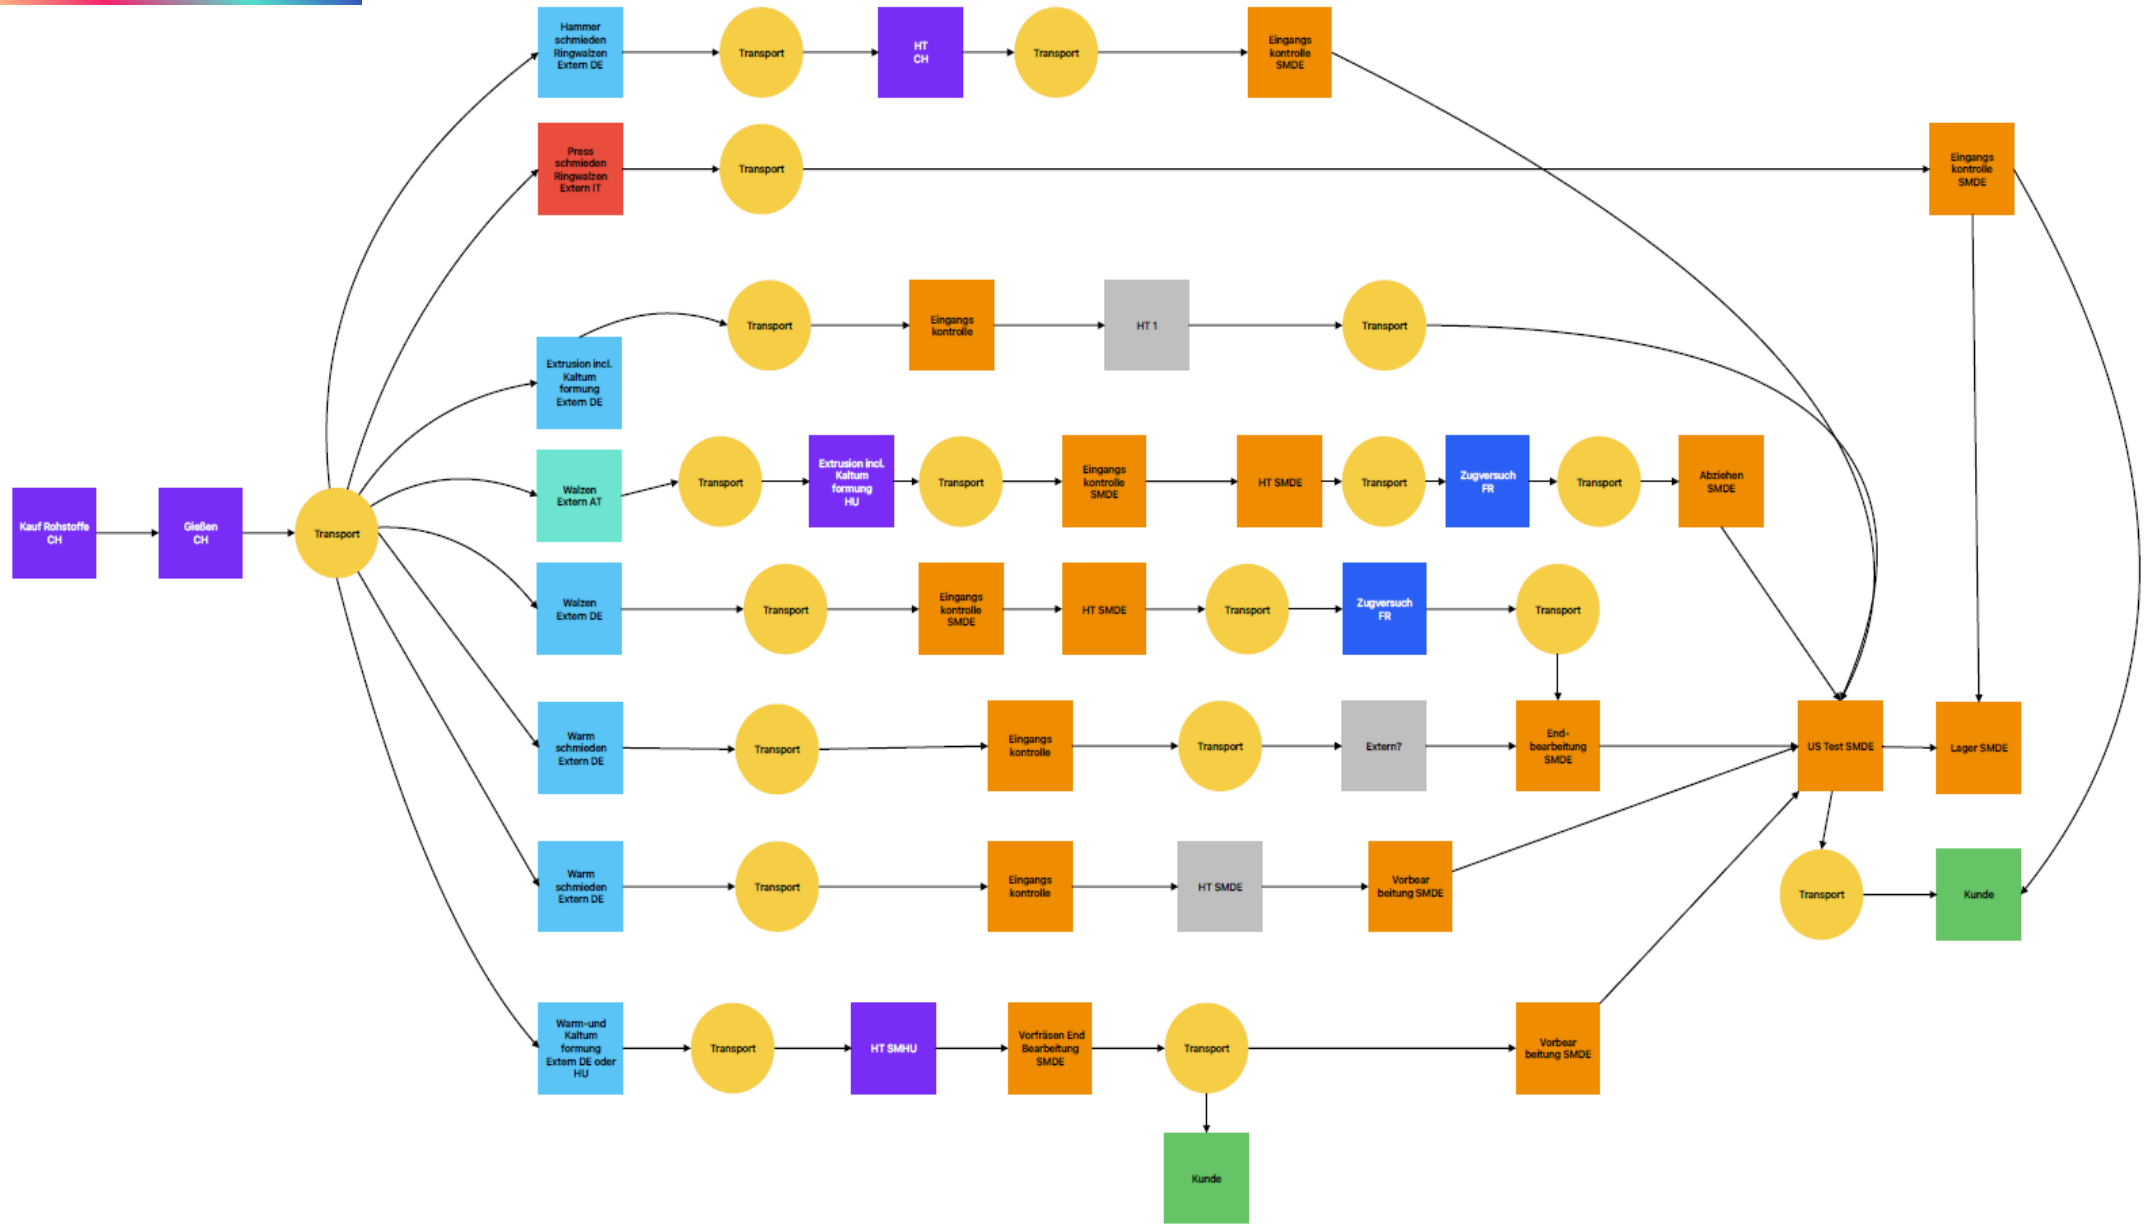 Hammer
schmieden
Ringwalzen
Extern DE
Transport
HT
CH
Transport
Eingangs
kontrolle
SMDE
Press
schmieden
Ringwalzen
Extern IT
Transport
Eingangs
kontrolle
SMDE
Transport
Eingangs
kontrolle
HT 1
Transport
Extrusion incl.
Kaltum
formung
Extern DE
Kauf Rohstoffe
CH
Gießen
CH
Transport
Walzen
Extern AT
Transport
Extrusion incl.
Kaltum
formung
HU
Transport
Eingangs
kontrolle
SMDE
HT SMDE
Transport
Zugversuch
FR
Transport
Abziehen
SMDE
Walzen
Extern DE
Transport
Eingangs
kontrolle
SMDE
HT SMDE
Transport
Zugversuch
FR
Transport
Warm
schmieden
Extern DE
Transport
Eingangs
kontrolle
Transport
Extern?
End-
bearbeitung
SMDE
US Test SMDE
Lager SMDE
Warm
schmieden
Extern DE
Transport
Eingangs
kontrolle
HT SMDE
Vorbear
beitung SMDE
Transport
Kunde
Warm-und
Kaltum
formung
Extern DE oder
HU
Transport
HT SMHU
Vorfräsen End
Bearbeitung
SMDE
Transport
Vorbear
beitung SMDE
Kunde